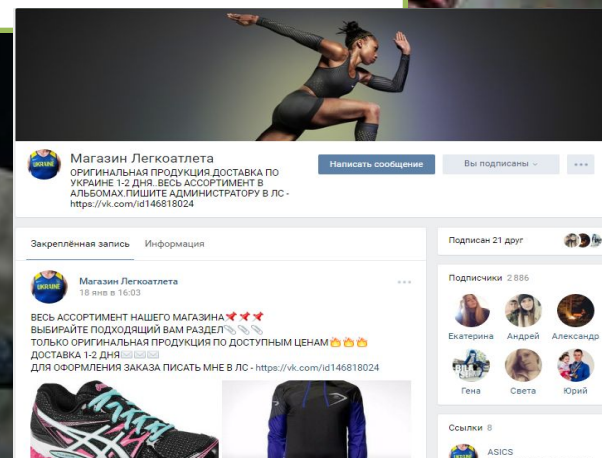 Магазин Легкоатлета
ОРИГИНАЛЬНАЯ ПРОДУКЦИЯ.ДОСТАВКА ПО
УКРАИНЕ 1-2 ДНЯ..ВЕСЬ АССОРТИМЕНТ В
АЛЬБОМАХ.ПИШИТЕ АДМИНИСТРАТОРУ В ЛС -
https://vk.com/id146818024
Написать сообщение
Вы подписаны
UKRAINE
Закреплённая запись Информация
Магазин Легкоатлета
18 янв в 16:03
UKRAINE
ВЕСЬ АССОРТИМЕНТ НАШЕГО МАГАЗИНА📌📌📌
ВЫБИРАЙТЕ ПОДХОДЯЩИЙ ВАМ РАЗДЕЛ📎📎📎
ТОЛЬКО ОРИГИНАЛЬНАЯ ПРОДУКЦИЯ ПО ДОСТУПНЫМ ЦЕНАМ🔥🔥🔥
ДОСТАВКА 1-2 ДНЯ✉✉✉
ДЛЯ ОФОРМЛЕНИЯ ЗАКАЗА ПИСАТЬ МНЕ В ЛС - https://vk.com/id146818024
Подписан 21 друг
Подписчики 2 886
Екатерина Андрей Александр
Гена Света Юрий
Ссылки 8
ASICS